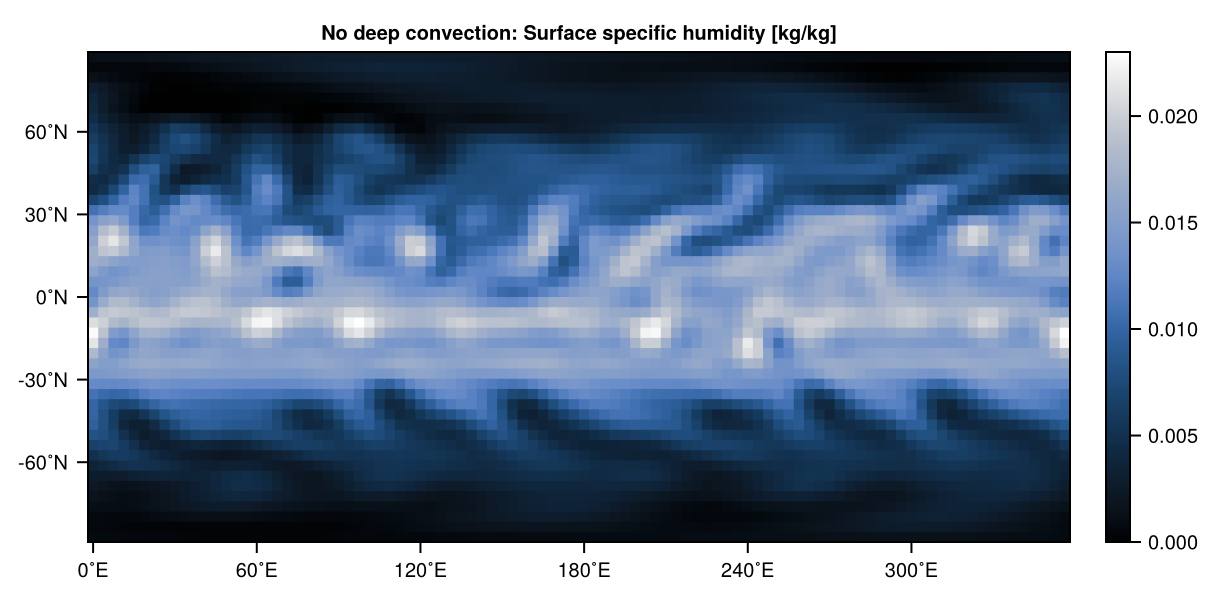 No deep convection: Surface specific humidity [kg/kg]
60˚N
30˚N
0˚N
-30˚N
-60˚N
0˚E
60˚E
120˚E
180˚E
240˚E
300˚E
0.020
0.015
0.010
0.005
0.000